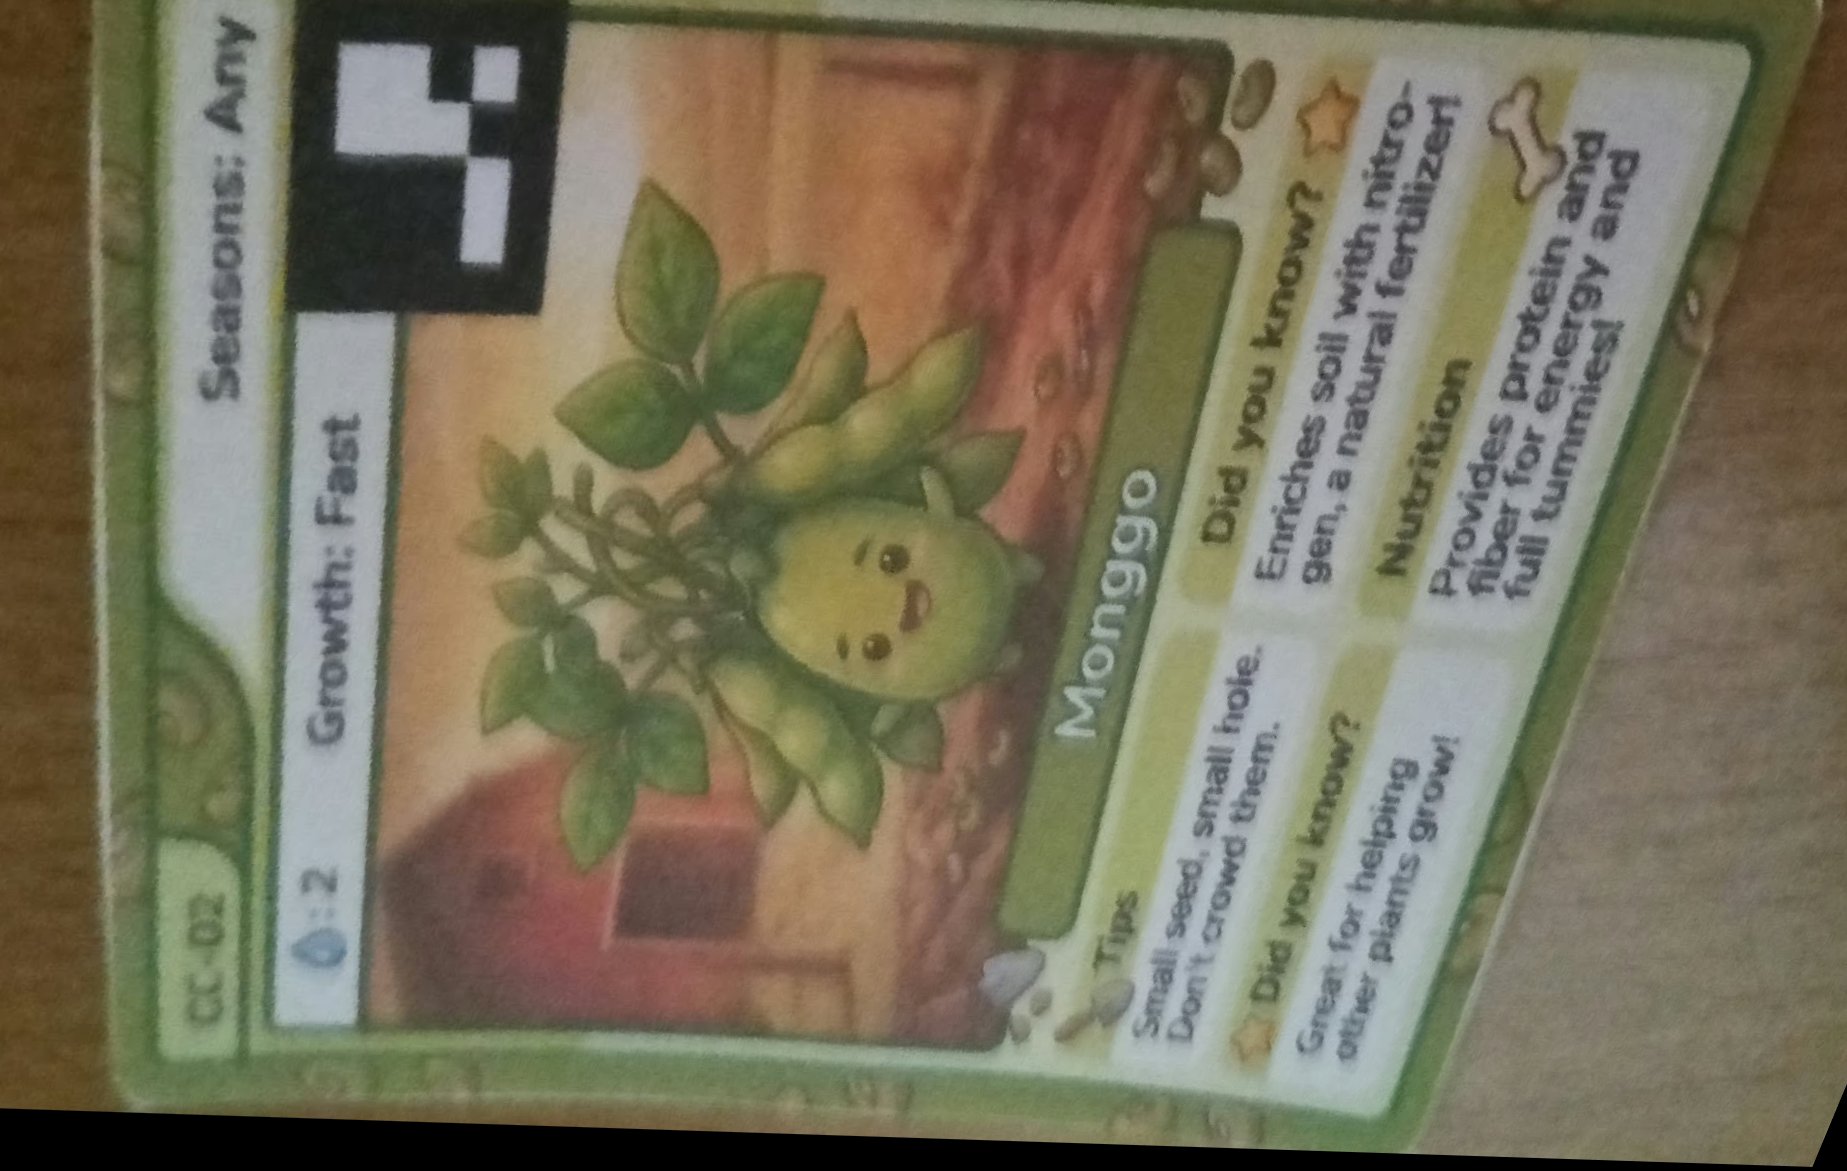 CC-02
Seasons: Any
:2
Growth: Fast
Monggo
Tips
Small seed, small hole.
Don't crowd them.
Did you know?
Great for helping
other plants grow!
Did you know?
Enriches soil with nitro-
gen, a natural fertilizer!
Nutrition
Provides protein and
fiber for energy and
full tummies!